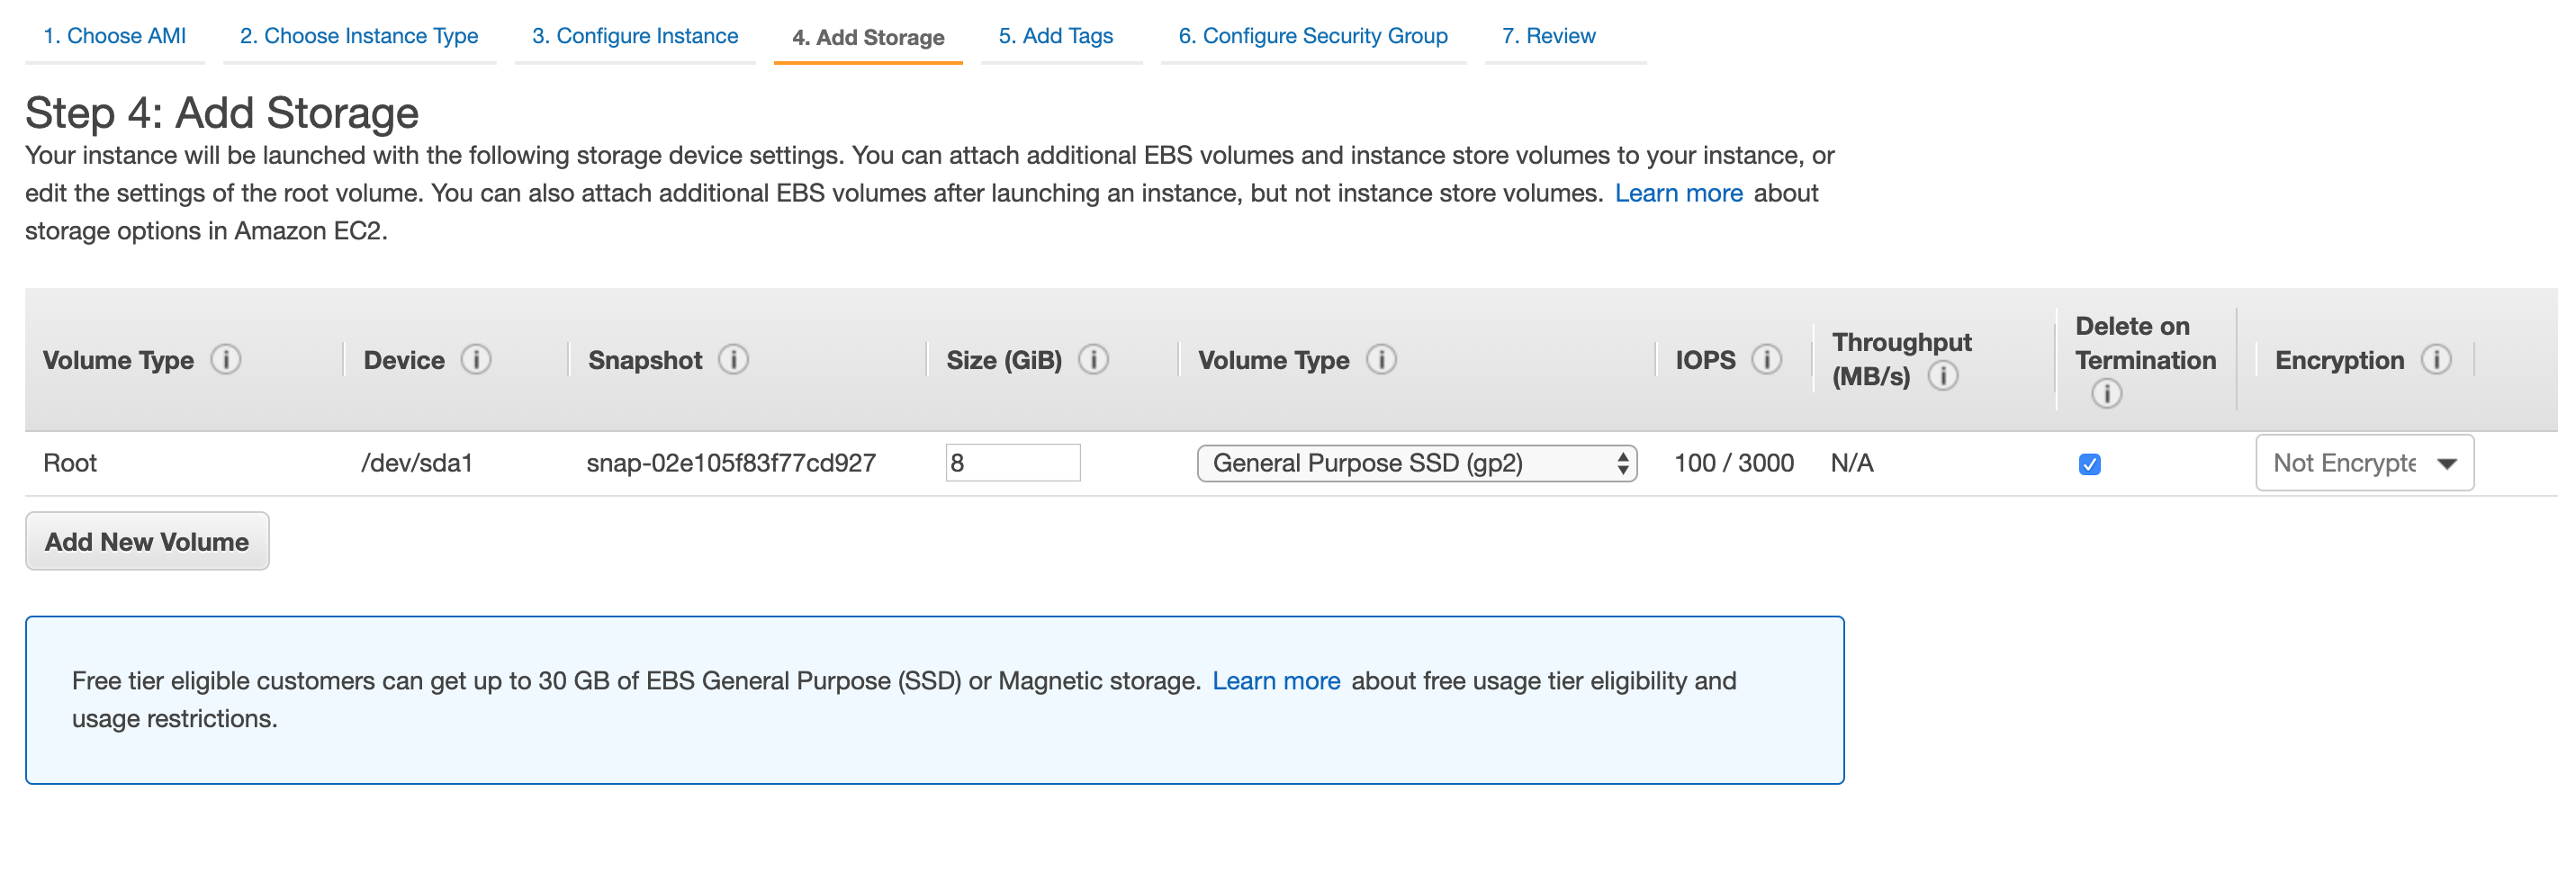 1. Choose AMI 2. Choose Instance Type 3. Configure Instance 4. Add Storage 5. Add Tags 6. Configure Security Group 7. Review
Step 4: Add Storage
Your instance will be launched with the following storage device settings. You can attach additional EBS volumes and instance store volumes to your instance, or
edit the settings of the root volume. You can also attach additional EBS volumes after launching an instance, but not instance store volumes. Learn more about
storage options in Amazon EC2.
Volume Type i Device i Snapshot i Size (GiB) i Volume Type i IOPS i Throughput (MB/s) i Delete on Termination i Encryption i
Root /dev/sda1 snap-02e105f83f77cd927 8 General Purpose SSD (gp2) 100 / 3000 N/A Not Encrypte
Add New Volume
Free tier eligible customers can get up to 30 GB of EBS General Purpose (SSD) or Magnetic storage. Learn more about free usage tier eligibility and
usage restrictions.